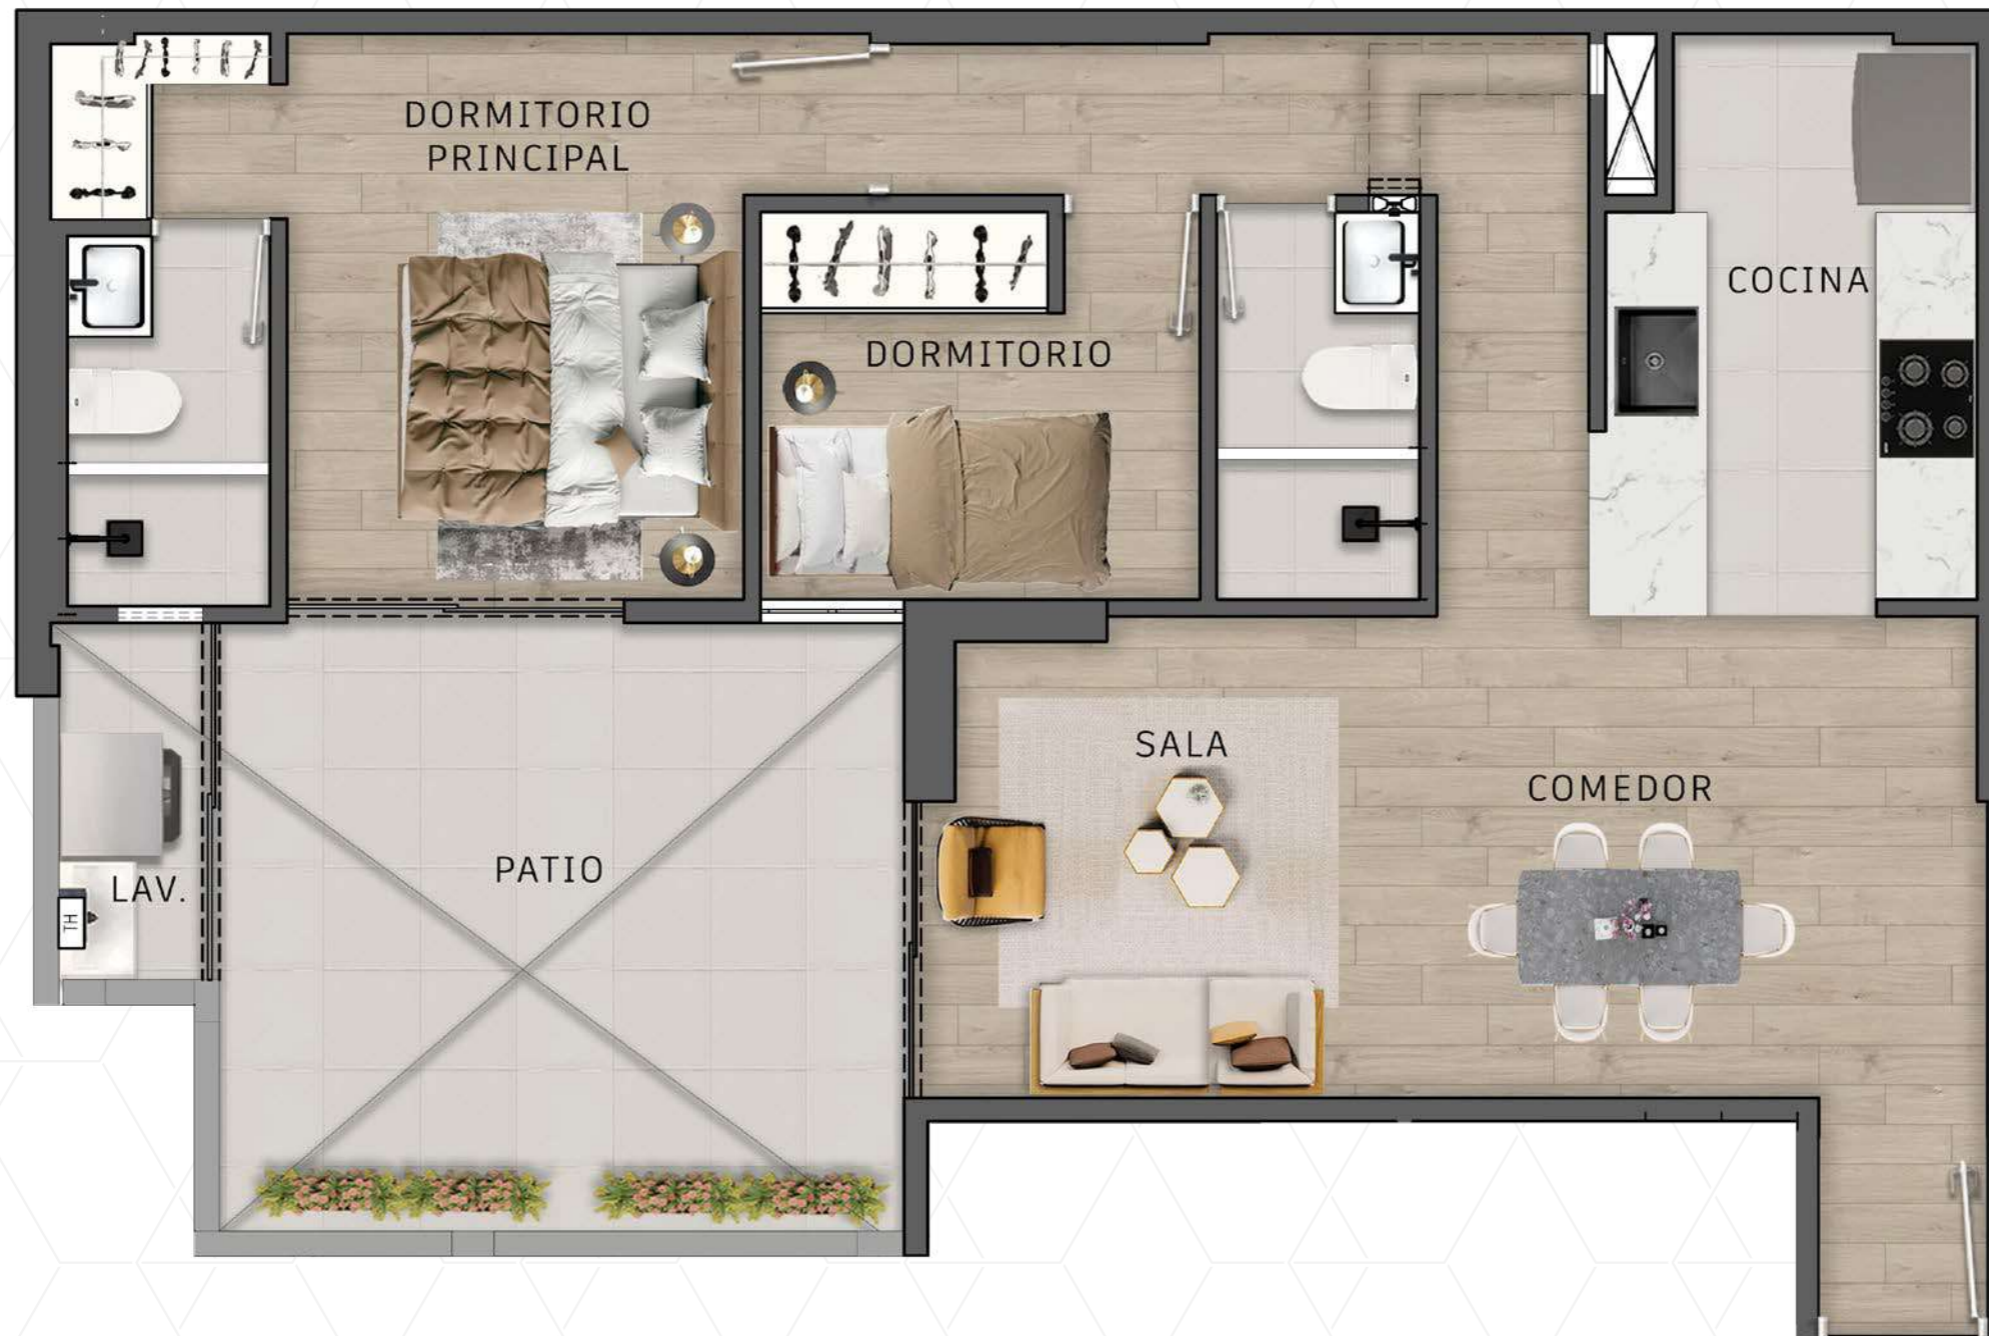 DORMITORIO
PRINCIPAL
COCINA
DORMITORIO
SALA
COMEDOR
PATIO
LAV.
TH